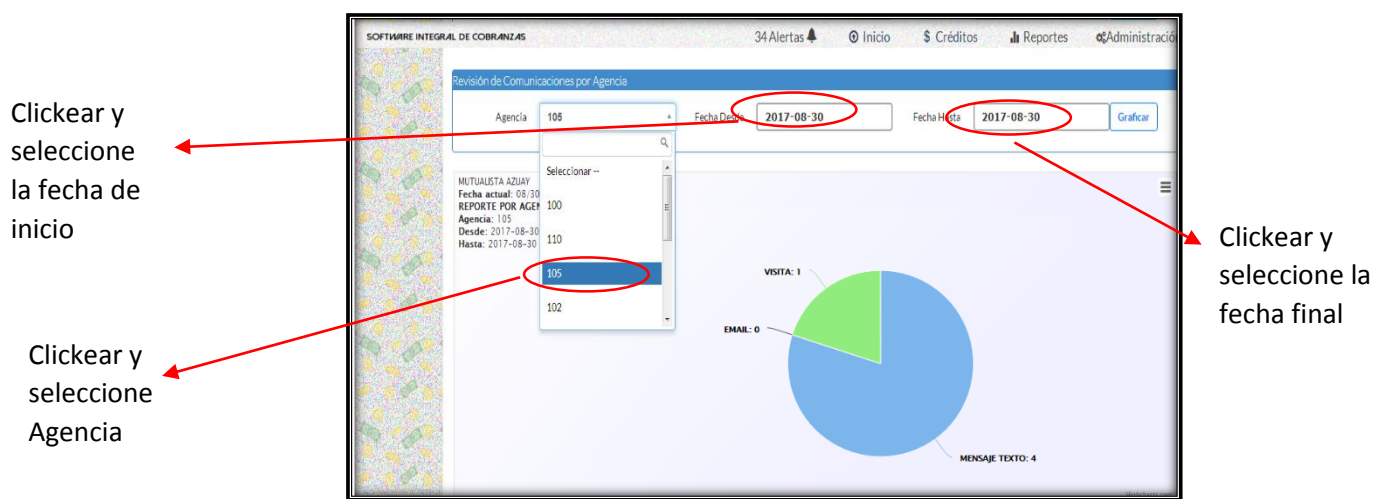 SOFTWARE INTEGRAL DE COBRANZAS
34 Alertas Inicio $ Créditos Reportes Administració
Revisión de Comunicaciones por Agencia
Agencia 105 Fecha Desde 2017-08-30 Fecha Hasta 2017-08-30 Graficar
Clickear y
seleccione
la fecha de
inicio
Seleccionar --
100
110
105
102
MUTUALISTA AZUAY
Fecha actual: 08/30
REPORTE POR AGEN
Agencia: 105
Desde: 2017-08-30
Hasta: 2017-08-30
VISITA: 1
EMAIL: 0
MENSAJE TEXTO: 4
Clickear y
seleccione la
fecha final
Clickear y
seleccione
Agencia